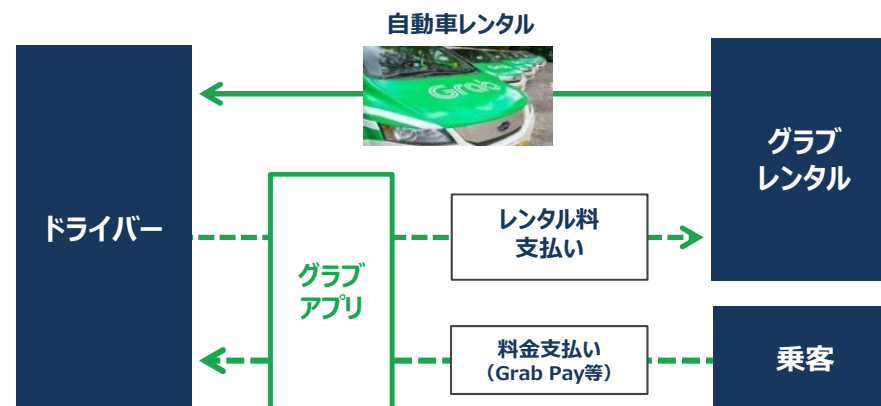 自動車レンタル
Grab
グラブ
レンタル
ドライバー
レンタル料
支払い
グラブ
アプリ
料金支払い
（Grab Pay等）
乗客